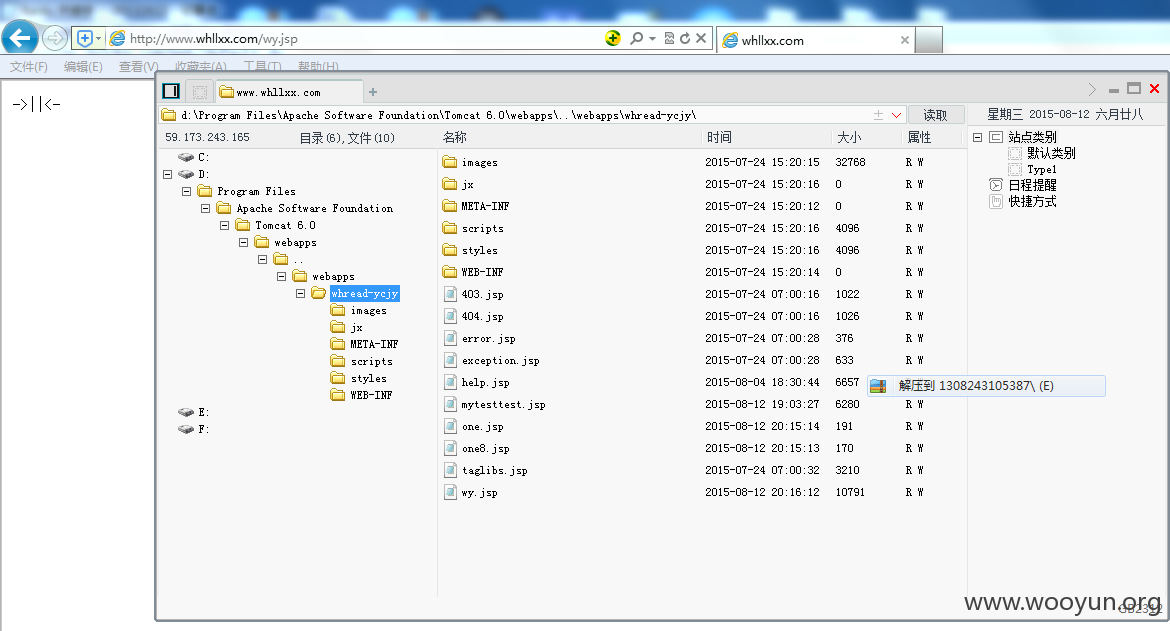 http://www.whllxx.com/wy.jsp
whllxx.com
文件(F) 编辑(E) 查看(V) 收藏夹(A) 工具(T) 帮助(H)
->||<-
www.whllxx.com
d:\Program Files\Apache Software Foundation\Tomcat 6.0\webapps\..\webapps\whread-ycjy\
读取
星期三 2015-08-12 六月廿八
59.173.243.165 目录(6),文件(10)
C:
D:
Program Files
Apache Software Foundation
Tomcat 6.0
webapps
..
webapps
whread-ycjy
images
jx
META-INF
scripts
styles
WEB-INF
E:
F:
名称 时间 大小 属性
images 2015-07-24 15:20:15 32768 R W
jx 2015-07-24 15:20:16 0 R W
META-INF 2015-07-24 15:20:12 0 R W
scripts 2015-07-24 15:20:16 4096 R W
styles 2015-07-24 15:20:16 4096 R W
WEB-INF 2015-07-24 15:20:14 0 R W
403.jsp 2015-07-24 07:00:16 1022 R W
404.jsp 2015-07-24 07:00:16 1026 R W
error.jsp 2015-07-24 07:00:28 376 R W
exception.jsp 2015-07-24 07:00:28 633 R W
help.jsp 2015-08-04 18:30:44 6657
解压到 1308243105387\ (E)
mytesttest.jsp 2015-08-12 19:03:27 6280 R W
one.jsp 2015-08-12 20:15:14 191 R W
one8.jsp 2015-08-12 20:15:13 170 R W
taglibs.jsp 2015-07-24 07:00:32 3210 R W
wy.jsp 2015-08-12 20:16:12 10791 R W
站点类别
默认类别
Type1
日程提醒
快捷方式
www.wooyun.org
GB2312